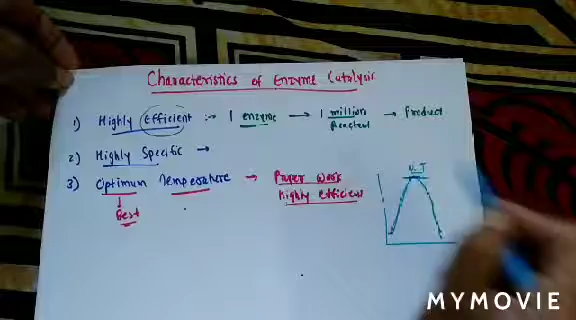 Characteristics of Enzyme Catalysis
1) Highly Efficient :→ 1 enzyme → 1 million Reactant → Product
2) Highly Specific →
3) Optimum Temperature → Proper work highly efficient
↓
Best
MYMOVIE